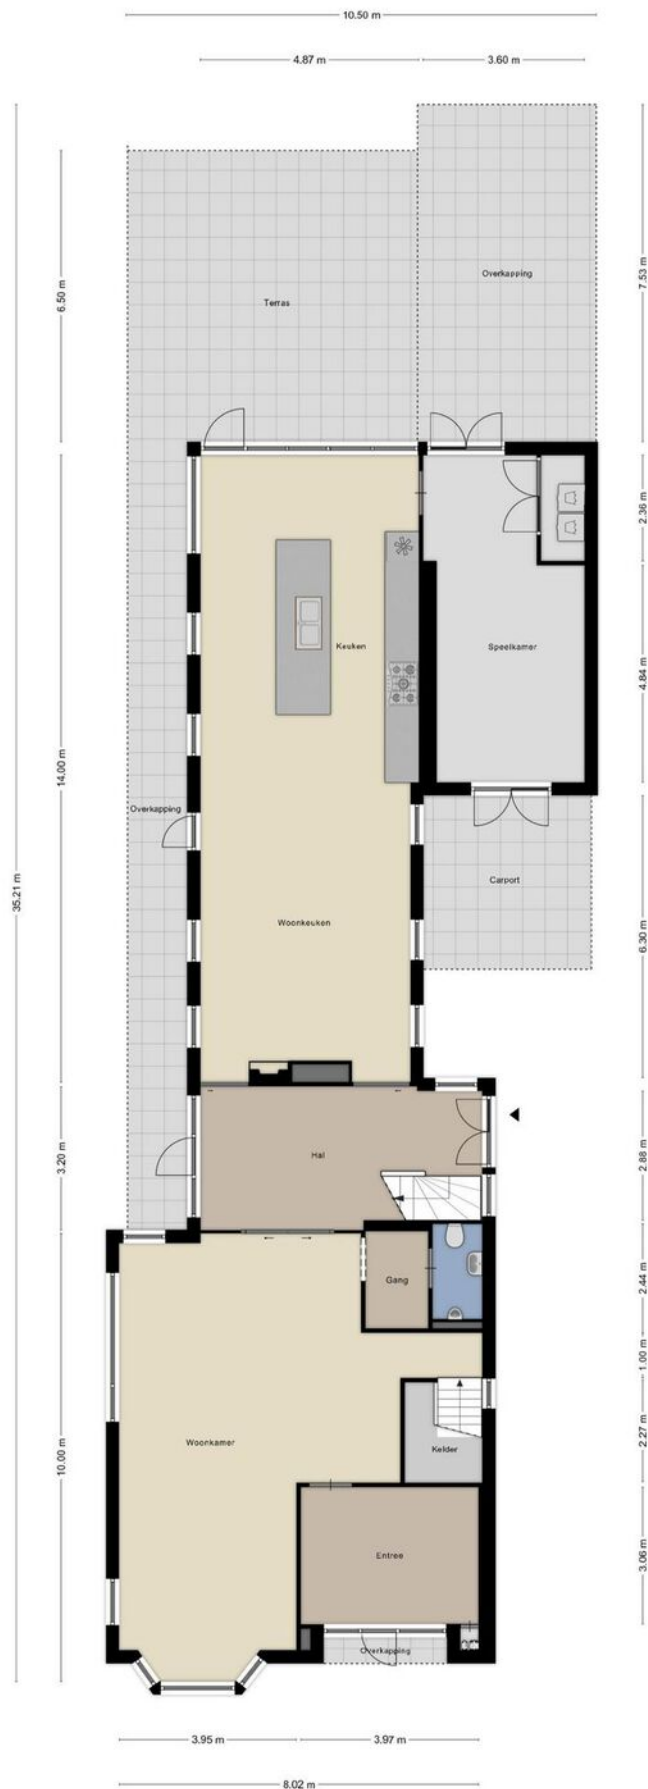 10.50 m
4.87 m
3.60 m
7.53 m
6.50 m
Overkapping
Terras
2.36 m
Keuken
Speelkamer
4.84 m
14.00 m
Overkapping
35.21 m
Carport
Woonkeuken
6.30 m
Hal
3.20 m
2.88 m
Gang
2.44 m
1.00 m
Woonkamer
Kelder
10.00 m
2.27 m
Entree
3.06 m
Overkapping
3.95 m
3.97 m
8.02 m